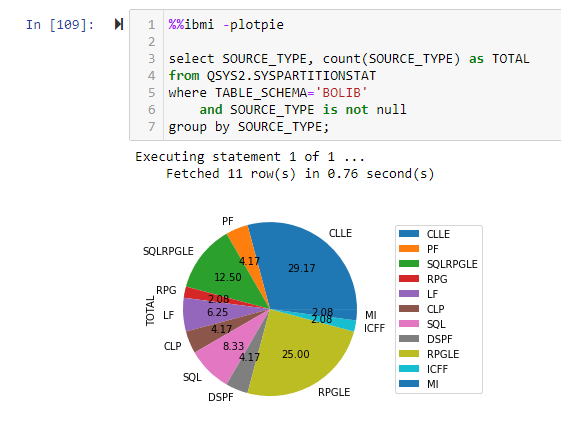 In [109]:
1 %%ibmi -plotpie
2
3 select SOURCE_TYPE, count(SOURCE_TYPE) as TOTAL
4 from QSYS2.SYSPARTITIONSTAT
5 where TABLE_SCHEMA='BOLIB'
6     and SOURCE_TYPE is not null
7 group by SOURCE_TYPE;
Executing statement 1 of 1 ...
    Fetched 11 row(s) in 0.76 second(s)
TOTAL
PF
4.17
CLLE
29.17
SQLRPGLE
12.50
RPG
2.08
LF
6.25
CLP
4.17
SQL
8.33
DSPF
4.17
RPGLE
25.00
ICFF
2.08
MI
2.08
CLLE
PF
SQLRPGLE
RPG
LF
CLP
SQL
DSPF
RPGLE
ICFF
MI